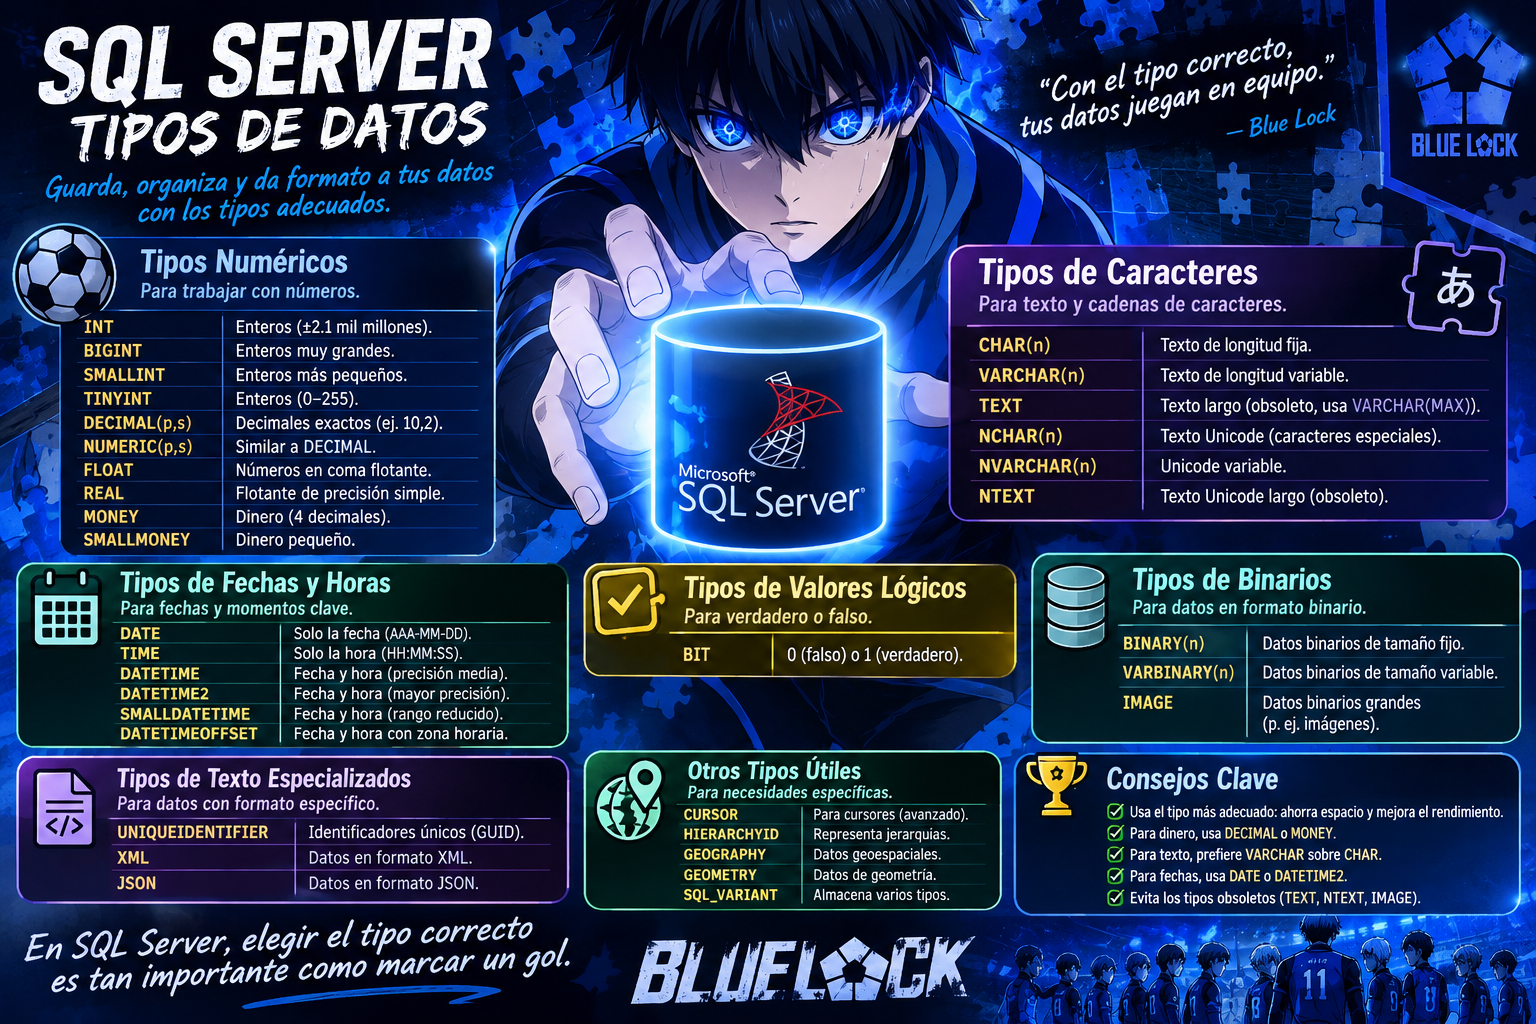 SQL SERVER
TIPOS DE DATOS
Guarda, organiza y da formato a tus datos
con los tipos adecuados.
“Con el tipo correcto,
tus datos juegan en equipo.”
— Blue Lock
BLUE LOCK
Tipos Numéricos
Para trabajar con números.
INT Enteros (±2.1 mil millones).
BIGINT Enteros muy grandes.
SMALLINT Enteros más pequeños.
TINYINT Enteros (0–255).
DECIMAL(p,s) Decimales exactos (ej. 10,2).
NUMERIC(p,s) Similar a DECIMAL.
FLOAT Números en coma flotante.
REAL Flotante de precisión simple.
MONEY Dinero (4 decimales).
SMALLMONEY Dinero pequeño.
Microsoft®
SQL Server®
Tipos de Caracteres
Para texto y cadenas de caracteres.
あ
CHAR(n) Texto de longitud fija.
VARCHAR(n) Texto de longitud variable.
TEXT Texto largo (obsoleto, usa VARCHAR(MAX)).
NCHAR(n) Texto Unicode (caracteres especiales).
NVARCHAR(n) Unicode variable.
NTEXT Texto Unicode largo (obsoleto).
Tipos de Fechas y Horas
Para fechas y momentos clave.
DATE Solo la fecha (AAA-MM-DD).
TIME Solo la hora (HH:MM:SS).
DATETIME Fecha y hora (precisión media).
DATETIME2 Fecha y hora (mayor precisión).
SMALLDATETIME Fecha y hora (rango reducido).
DATETIMEOFFSET Fecha y hora con zona horaria.
Tipos de Valores Lógicos
Para verdadero o falso.
BIT 0 (falso) o 1 (verdadero).
Tipos de Binarios
Para datos en formato binario.
BINARY(n) Datos binarios de tamaño fijo.
VARBINARY(n) Datos binarios de tamaño variable.
IMAGE Datos binarios grandes
(p. ej. imágenes).
Tipos de Texto Especializados
Para datos con formato específico.
</>
UNIQUEIDENTIFIER Identificadores únicos (GUID).
XML Datos en formato XML.
JSON Datos en formato JSON.
Otros Tipos Útiles
Para necesidades específicas.
CURSOR Para cursores (avanzado).
HIERARCHYID Representa jerarquías.
GEOGRAPHY Datos geoespaciales.
GEOMETRY Datos de geometría.
SQL_VARIANT Almacena varios tipos.
Consejos Clave
Usa el tipo más adecuado: ahorra espacio y mejora el rendimiento.
Para dinero, usa DECIMAL o MONEY.
Para texto, prefiere VARCHAR sobre CHAR.
Para fechas, usa DATE o DATETIME2.
Evita los tipos obsoletos (TEXT, NTEXT, IMAGE).
En SQL Server, elegir el tipo correcto
es tan importante como marcar un gol.
BLUELOCK
11